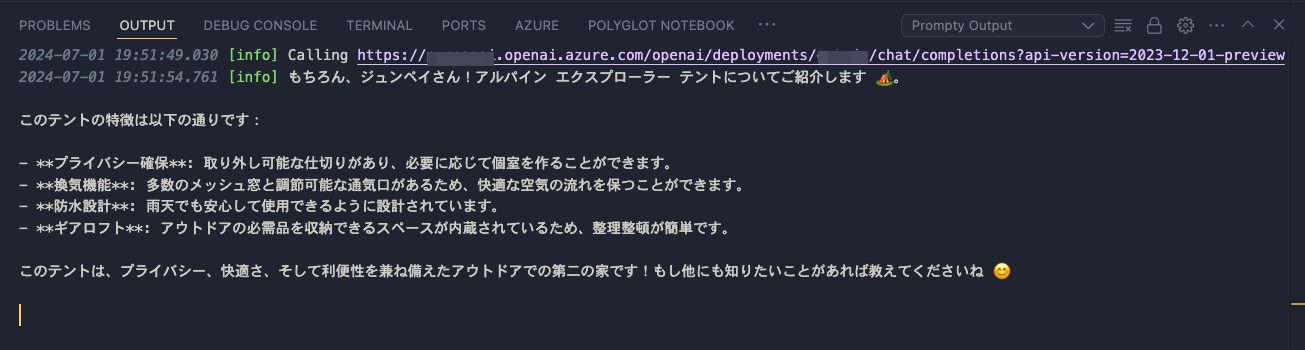 PROBLEMS OUTPUT DEBUG CONSOLE TERMINAL PORTS AZURE POLYGLOT NOTEBOOK ··· Prompty Output ···
2024-07-01 19:51:49.030 [info] Calling https:// .openai.azure.com/openai/deployments/ /chat/completions?api-version=2023-12-01-preview
2024-07-01 19:51:54.761 [info] もちろん、ジュンペイさん！アルパイン エクスプローラー テントについてご紹介します 🏕️。
このテントの特徴は以下の通りです：
- **プライバシー確保**: 取り外し可能な仕切りがあり、必要に応じて個室を作ることができます。
- **換気機能**: 多数のメッシュ窓と調節可能な通気口があるため、快適な空気の流れを保つことができます。
- **防水設計**: 雨天でも安心して使用できるように設計されています。
- **ギアロフト**: アウトドアの必需品を収納できるスペースが内蔵されているため、整理整頓が簡単です。
このテントは、プライバシー、快適さ、そして利便性を兼ね備えたアウトドアでの第二の家です！もし他にも知りたいことがあれば教えてくださいね 😊